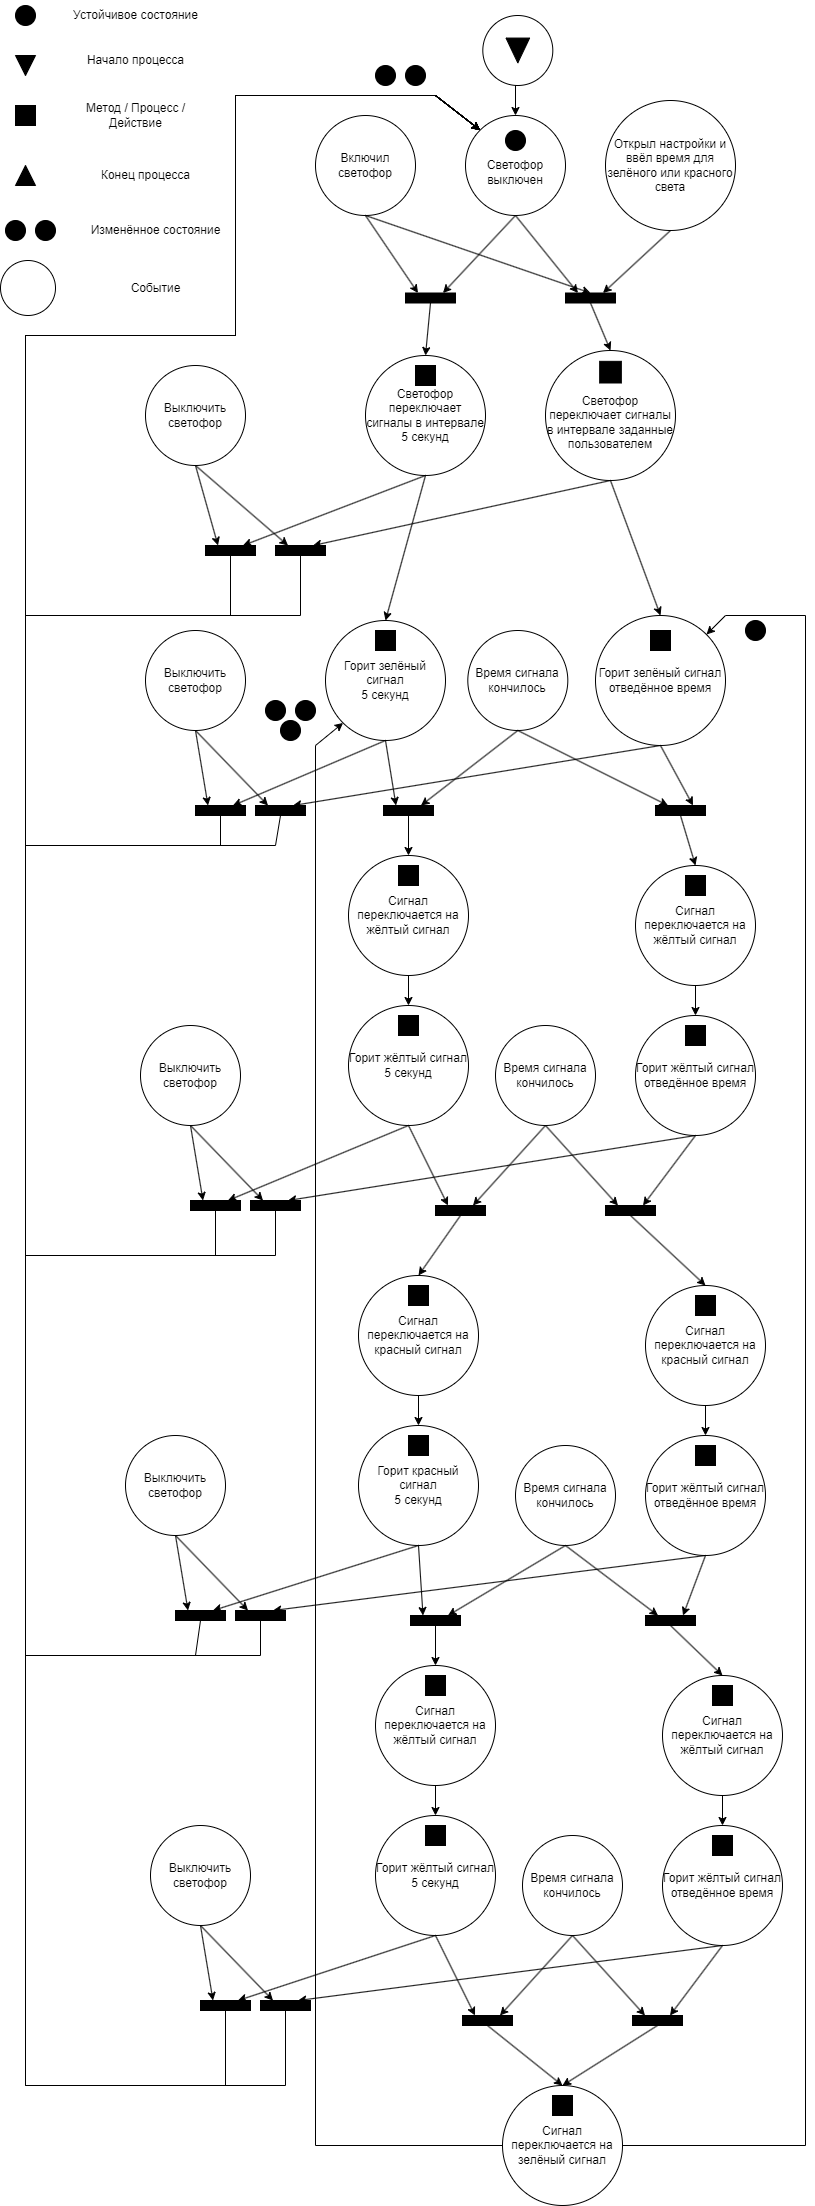 Устойчивое состояние
Начало процесса
Метод / Процесс /
Действие
Конец процесса
Изменённое состояние
Событие
Включил
светофор
Светофор
выключен
Открыл настройки и
ввёл время для
зелёного или красного
света
Выключить
светофор
Светофор
переключает
сигналы в интервале
5 секунд
Светофор
переключает сигналы
в интервале заданные
пользователем
Выключить
светофор
Горит зелёный
сигнал
5 секунд
Время сигнала
кончилось
Горит зелёный сигнал
отведённое время
Сигнал
переключается на
жёлтый сигнал
Сигнал
переключается на
жёлтый сигнал
Выключить
светофор
Горит жёлтый сигнал
5 секунд
Время сигнала
кончилось
Горит жёлтый сигнал
отведённое время
Сигнал
переключается на
красный сигнал
Сигнал
переключается на
красный сигнал
Выключить
светофор
Горит красный
сигнал
5 секунд
Время сигнала
кончилось
Горит жёлтый сигнал
отведённое время
Сигнал
переключается на
жёлтый сигнал
Сигнал
переключается на
жёлтый сигнал
Выключить
светофор
Горит жёлтый сигнал
5 секунд
Время сигнала
кончилось
Горит жёлтый сигнал
отведённое время
Сигнал
переключается на
зелёный сигнал